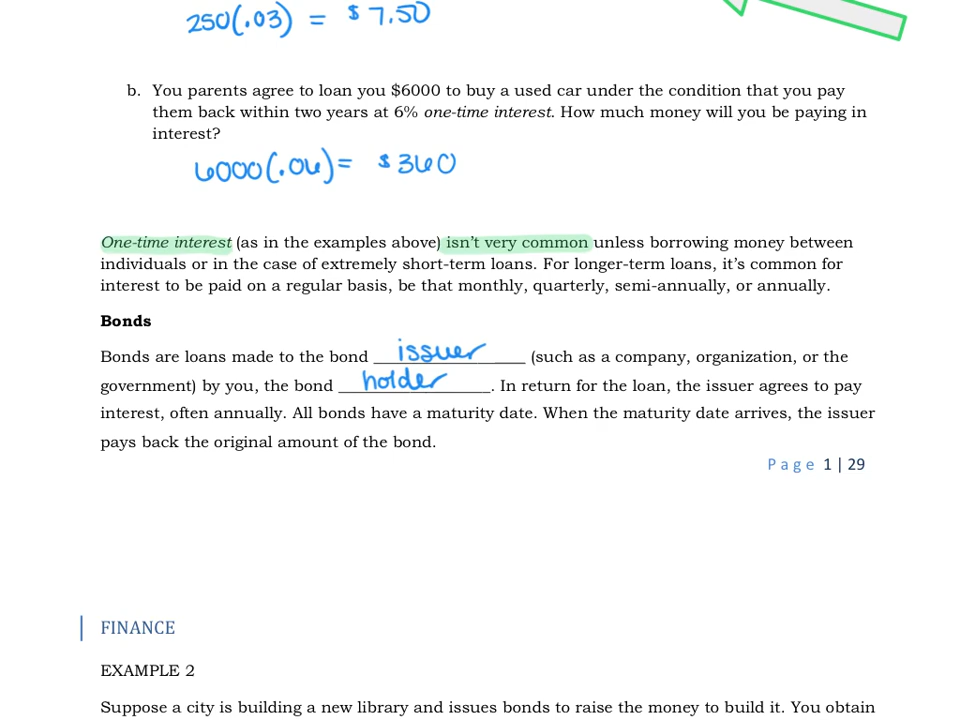 250(.03) = $7.50
b. You parents agree to loan you $6000 to buy a used car under the condition that you pay
them back within two years at 6% one-time interest. How much money will you be paying in
interest?
6000(.06)= $360
One-time interest (as in the examples above) isn't very common unless borrowing money between
individuals or in the case of extremely short-term loans. For longer-term loans, it's common for
interest to be paid on a regular basis, be that monthly, quarterly, semi-annually, or annually.
Bonds
Bonds are loans made to the bond issuer (such as a company, organization, or the
government) by you, the bond holder. In return for the loan, the issuer agrees to pay
interest, often annually. All bonds have a maturity date. When the maturity date arrives, the issuer
pays back the original amount of the bond.
Page 1 | 29
FINANCE
EXAMPLE 2
Suppose a city is building a new library and issues bonds to raise the money to build it. You obtain